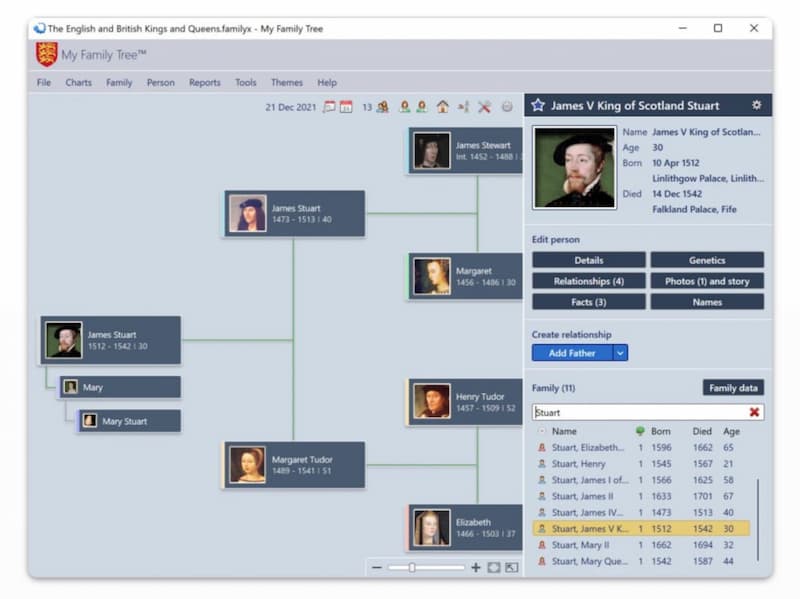 The English and British Kings and Queens.familyx - My Family Tree
My Family Tree™
File Charts Family Person Reports Tools Themes Help
21 Dec 2021 13
James Stewart
Int. 1452 - 1488 |
James Stuart
1473 - 1513 | 40
Margaret
1456 - 1486 | 30
James Stuart
1512 - 1542 | 30
Mary
Mary Stuart
Henry Tudor
1457 - 1509 | 52
Margaret Tudor
1489 - 1541 | 51
Elizabeth
1466 - 1503 | 37
James V King of Scotland Stuart
Name James V King of Scotlan...
Age 30
Born 10 Apr 1512
Linlithgow Palace, Linlith...
Died 14 Dec 1542
Falkland Palace, Fife
Edit person
Details Genetics
Relationships (4) Photos (1) and story
Facts (3) Names
Create relationship
Add Father
Family (11) Family data
Stuart
Name Born Died Age
Stuart, Elizabeth... 1 1596 1662 65
Stuart, Henry 1 1545 1567 21
Stuart, James I of... 1 1566 1625 58
Stuart, James II 1 1633 1701 67
Stuart, James IV... 1 1473 1513 40
Stuart, James V K... 1 1512 1542 30
Stuart, Mary II 1 1662 1694 32
Stuart, Mary Que... 1 1542 1587 44